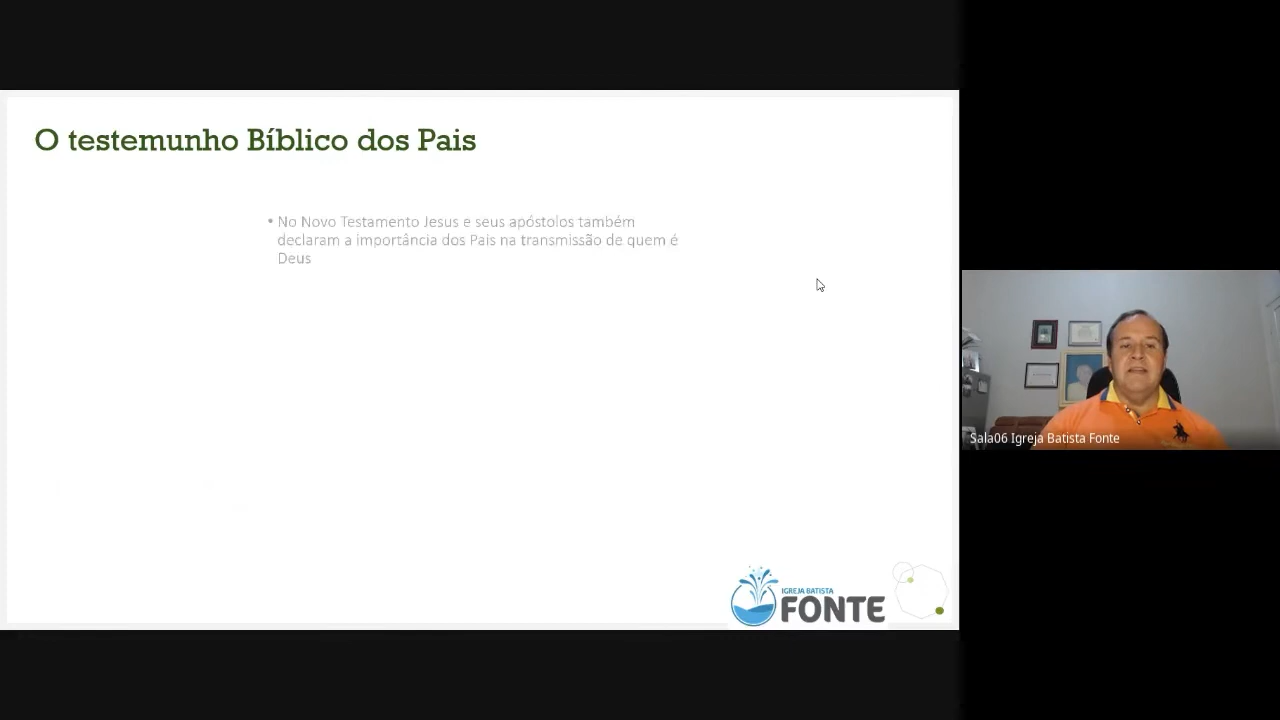 O testemunho Bíblico dos Pais
• No Novo Testamento Jesus e seus apóstolos também
declaram a importância dos Pais na transmissão de quem é
Deus
Sala06 Igreja Batista Fonte
IGREJA BATISTA
FONTE